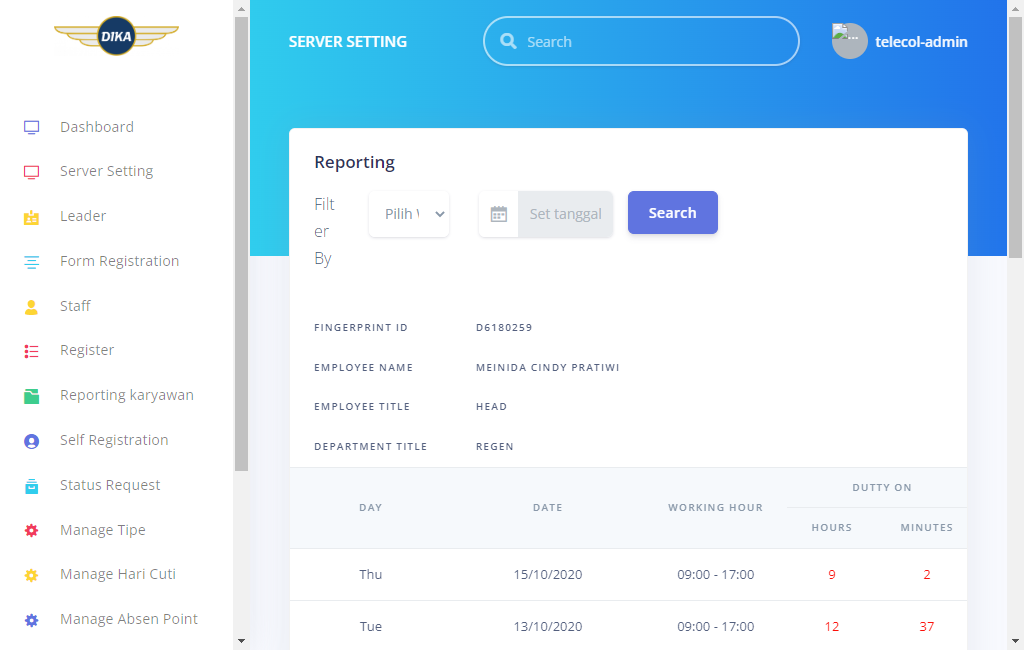 DIKA
SERVER SETTING
Search
...
telecol-admin
Dashboard
Server Setting
Leader
Form Registration
Staff
Register
Reporting karyawan
Self Registration
Status Request
Manage Tipe
Manage Hari Cuti
Manage Absen Point
Reporting
Filt
er
By
Pilih
Set tanggal
Search
FINGERPRINT ID D6180259
EMPLOYEE NAME MEINIDA CINDY PRATIWI
EMPLOYEE TITLE HEAD
DEPARTMENT TITLE REGEN
DAY DATE WORKING HOUR DUTTY ON
HOURS MINUTES
Thu 15/10/2020 09:00 - 17:00 9 2
Tue 13/10/2020 09:00 - 17:00 12 37